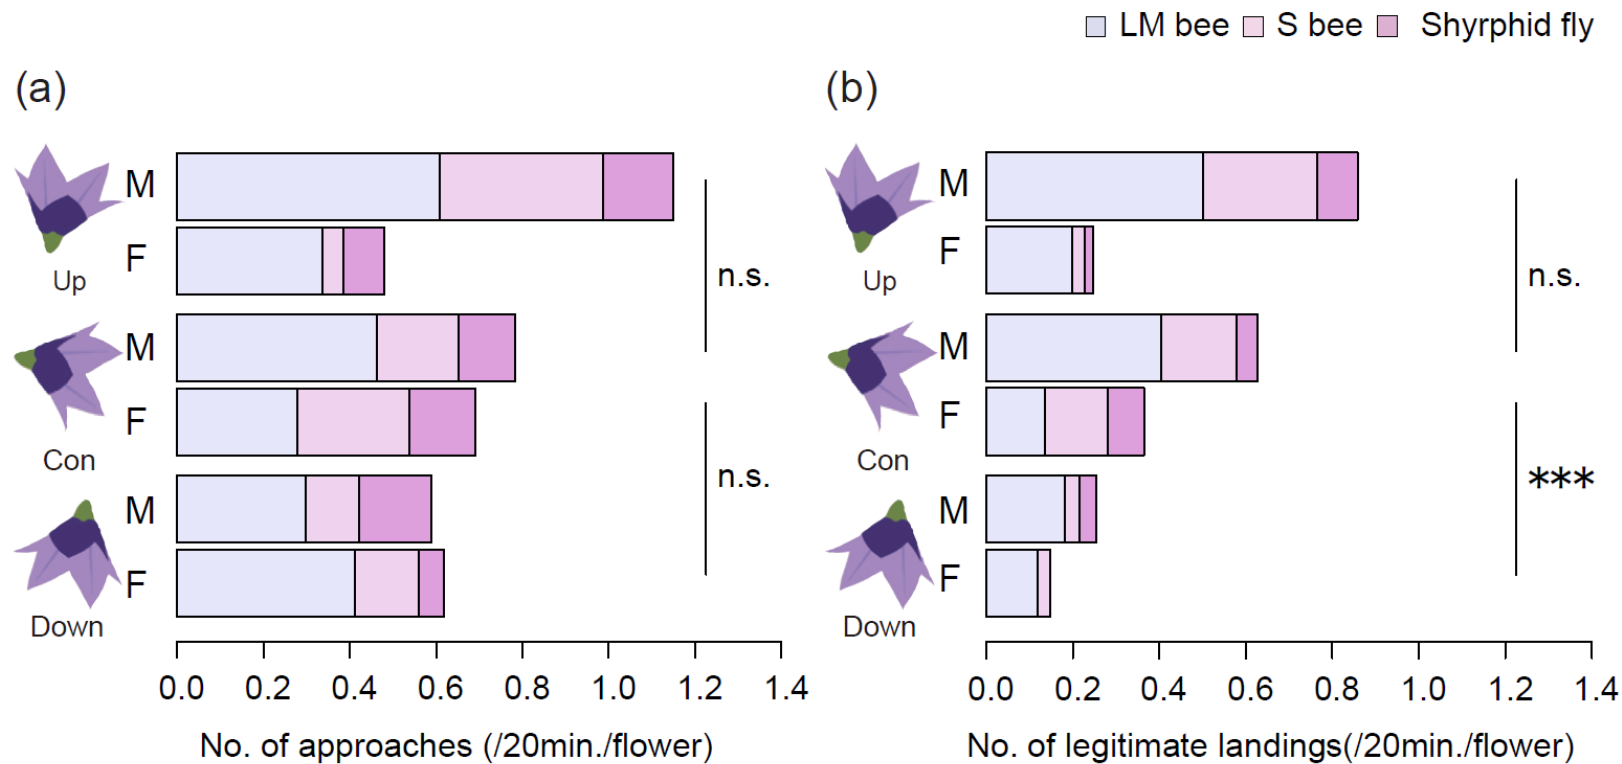 LM bee S bee Shyrphid fly
(a)
M
F
Up
n.s.
M
F
Con
n.s.
M
F
Down
0.0 0.2 0.4 0.6 0.8 1.0 1.2 1.4
No. of approaches (/20min./flower)
(b)
M
F
Up
n.s.
M
F
Con
***
M
F
Down
0.0 0.2 0.4 0.6 0.8 1.0 1.2 1.4
No. of legitimate landings(/20min./flower)